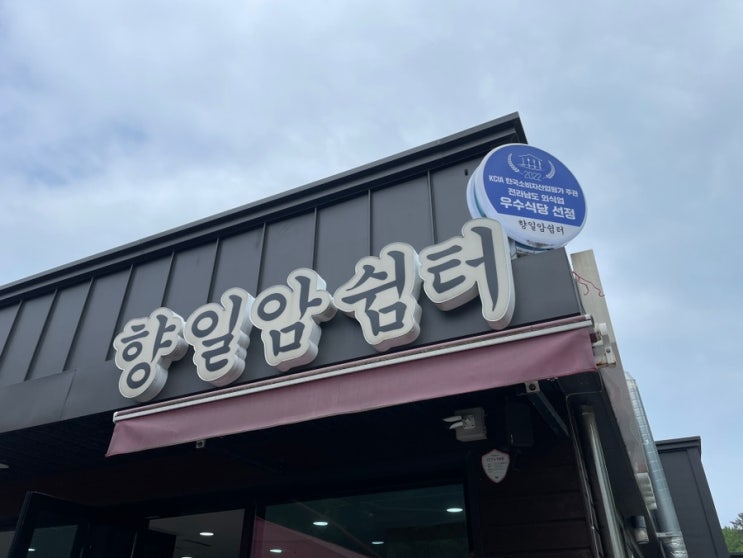 2022
KCIA 한국소비자산업평가 주관
전라남도 외식업
우수식당 선정
향일암쉼터
향일암쉼터